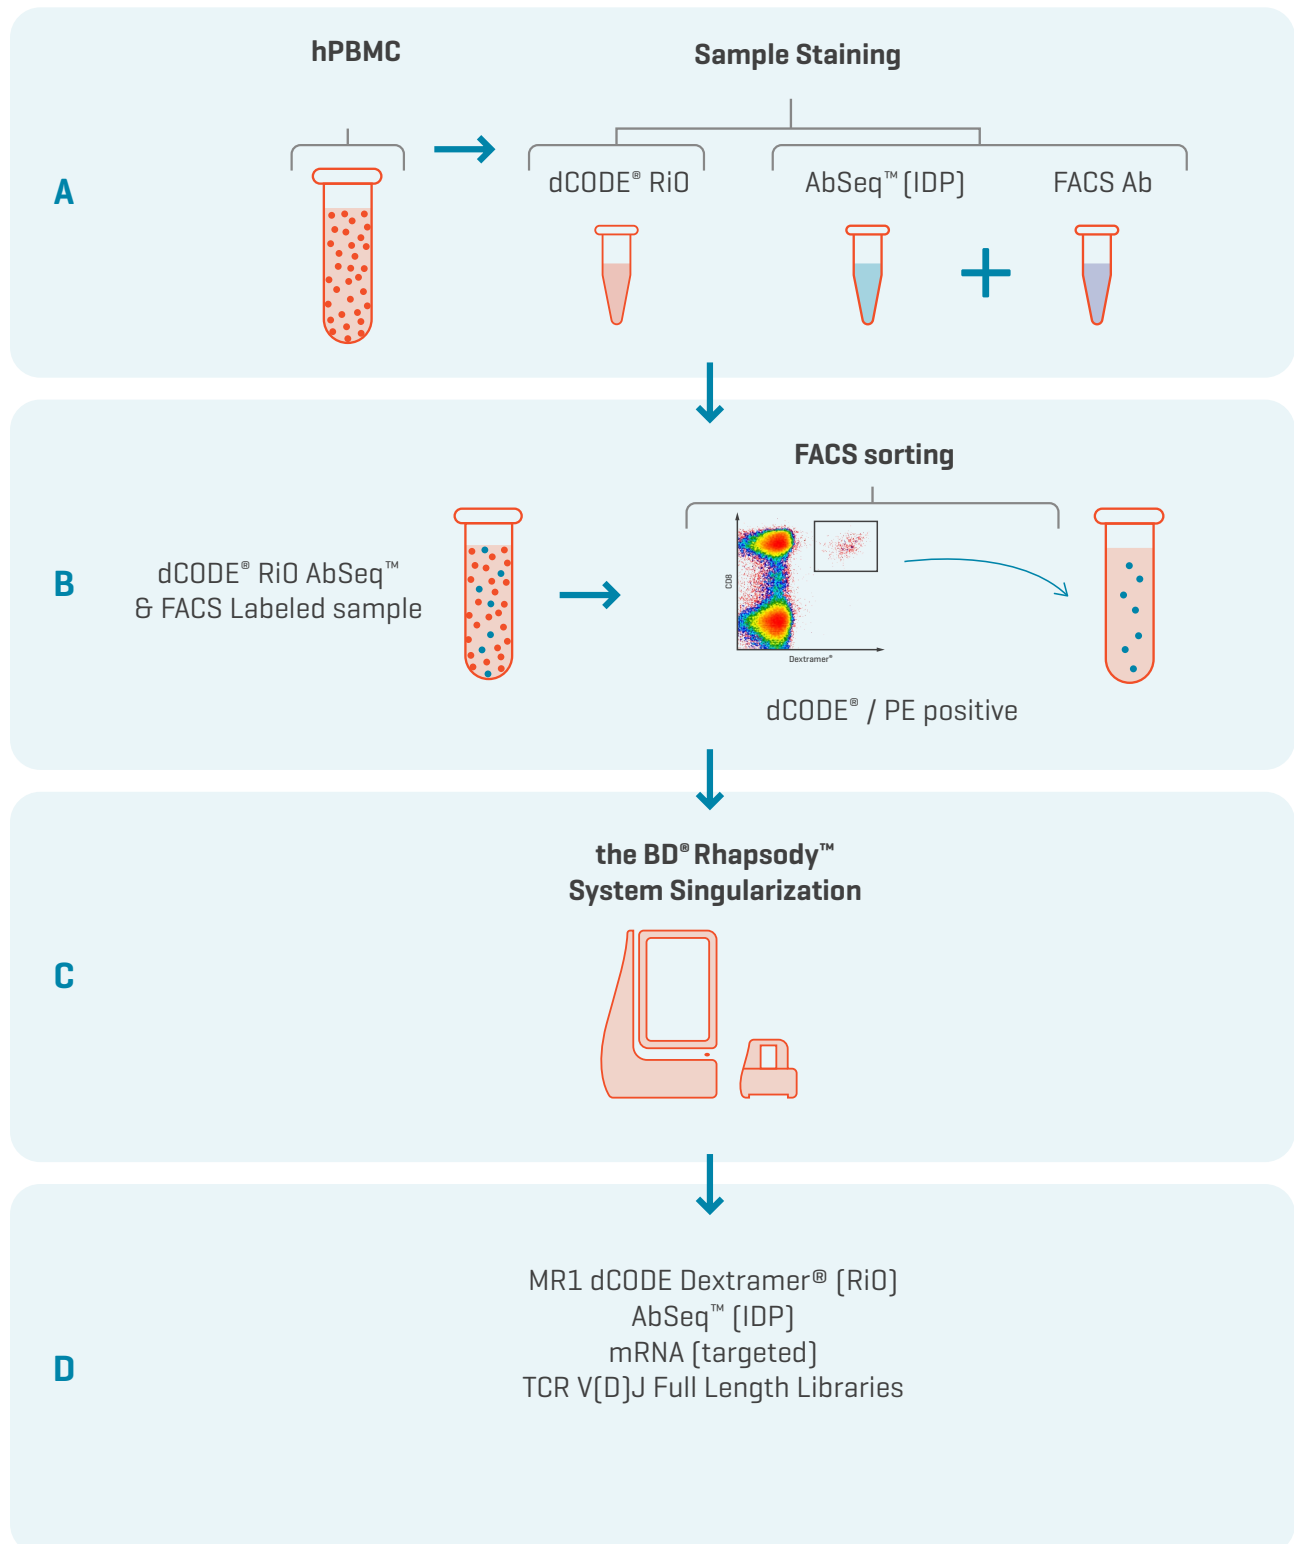 hPBMC
Sample Staining
A
dCODE® RiO
AbSeq™ (IDP)
FACS Ab
FACS sorting
B
dCODE® RiO AbSeq™
& FACS Labeled sample
CD8
Dextramer®
dCODE® / PE positive
the BD® Rhapsody™
System Singularization
C
MR1 dCODE Dextramer® (RiO)
AbSeq™ (IDP)
mRNA (targeted)
TCR V(D)J Full Length Libraries
D